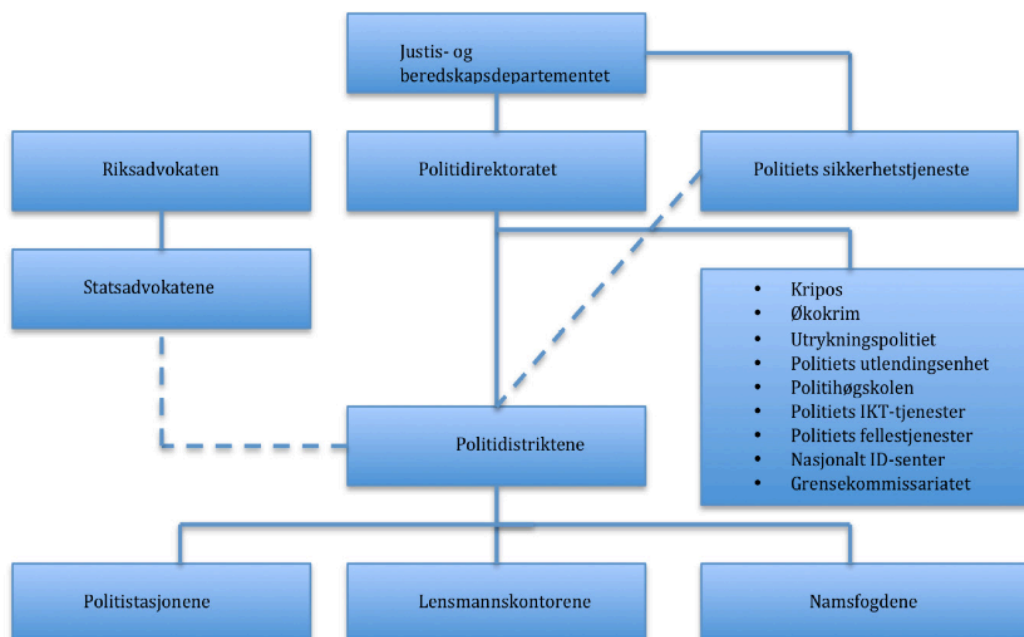 Justis- og
beredskapsdepartementet
Riksadvokaten
Politidirektoratet
Politiets sikkerhetstjeneste
Statsadvokatene
• Kripos
• Økokrim
• Utrykningspolitiet
• Politiets utlendingsenhet
• Politihøgskolen
• Politiets IKT-tjenester
• Politiets fellestjenester
• Nasjonalt ID-senter
• Grensekommissariatet
Politidistriktene
Politistasjonene
Lensmannskontorene
Namsfogdene